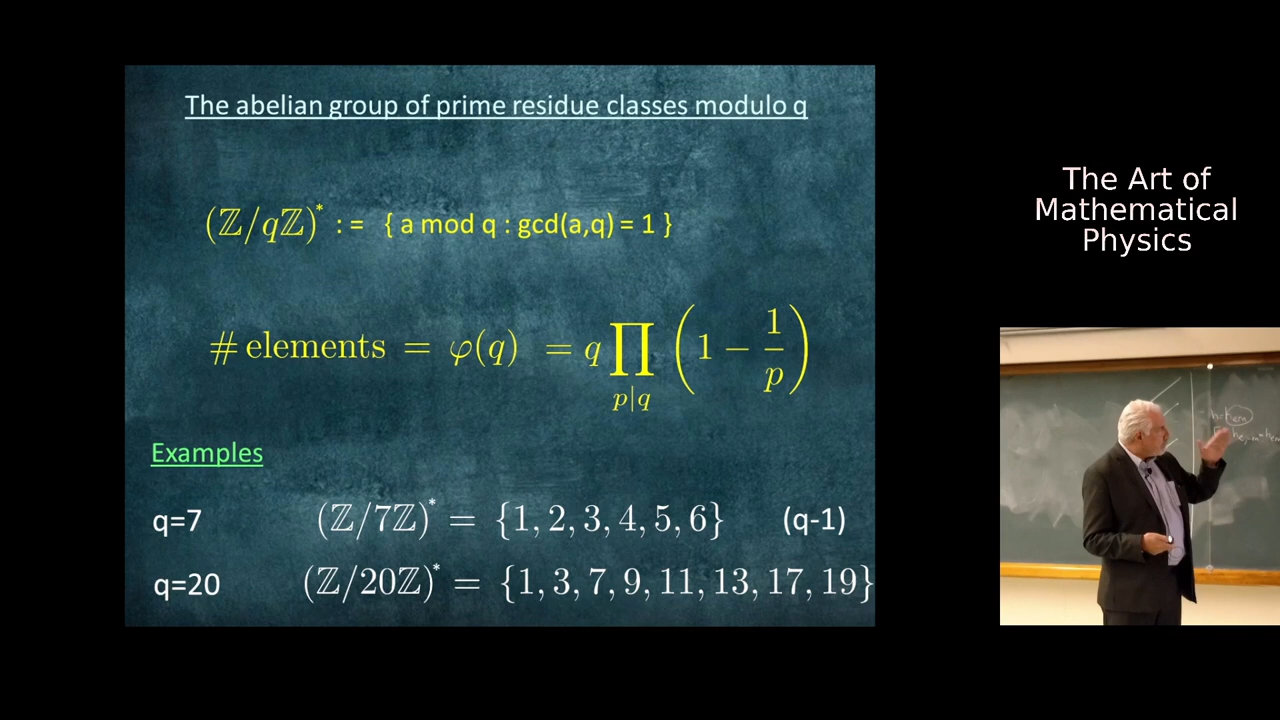 The abelian group of prime residue classes modulo q
(ℤ/qℤ)* : = { a mod q : gcd(a,q) = 1 }
# elements = φ(q) = q ∏_{p|q} (1 − 1/p)
Examples
q=7 (ℤ/7ℤ)* = {1, 2, 3, 4, 5, 6} (q-1)
q=20 (ℤ/20ℤ)* = {1, 3, 7, 9, 11, 13, 17, 19}
The Art of
Mathematical
Physics